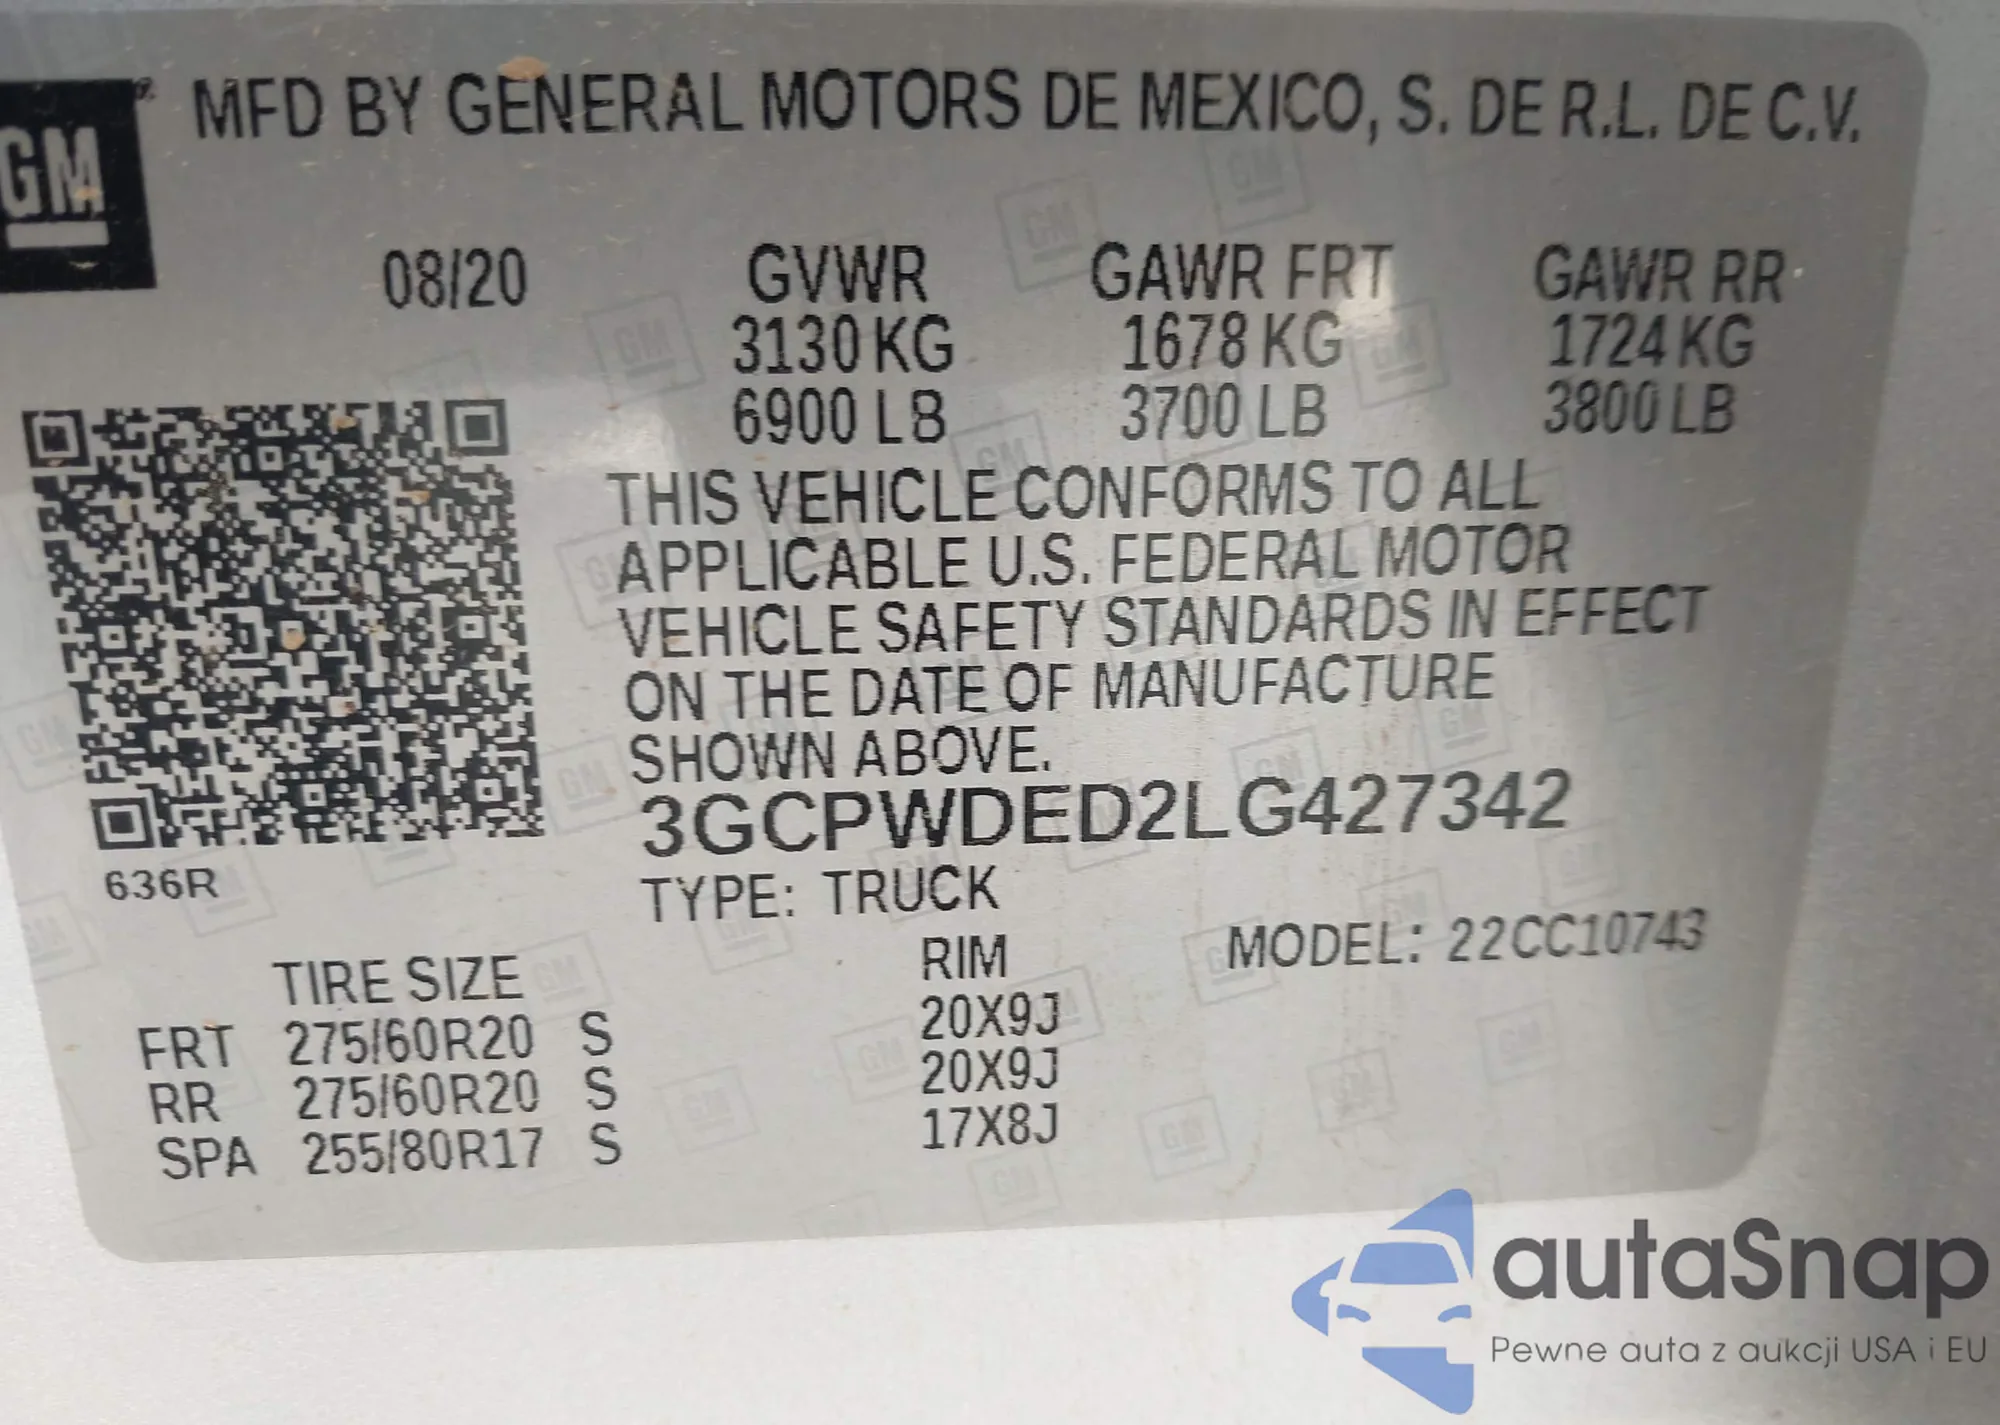 GM
MFD BY GENERAL MOTORS DE MEXICO, S. DE R.L. DE C.V.
08/20 GVWR GAWR FRT GAWR RR
3130 KG 1678 KG 1724 KG
6900 LB 3700 LB 3800 LB
THIS VEHICLE CONFORMS TO ALL
APPLICABLE U.S. FEDERAL MOTOR
VEHICLE SAFETY STANDARDS IN EFFECT
ON THE DATE OF MANUFACTURE
SHOWN ABOVE.
3GCPWDED2LG427342
636R
TYPE: TRUCK
MODEL: 22CC10743
TIRE SIZE RIM
FRT 275/60R20 S 20X9J
RR 275/60R20 S 20X9J
SPA 255/80R17 S 17X8J
autaSnap
Pewne auta z aukcji USA i EU